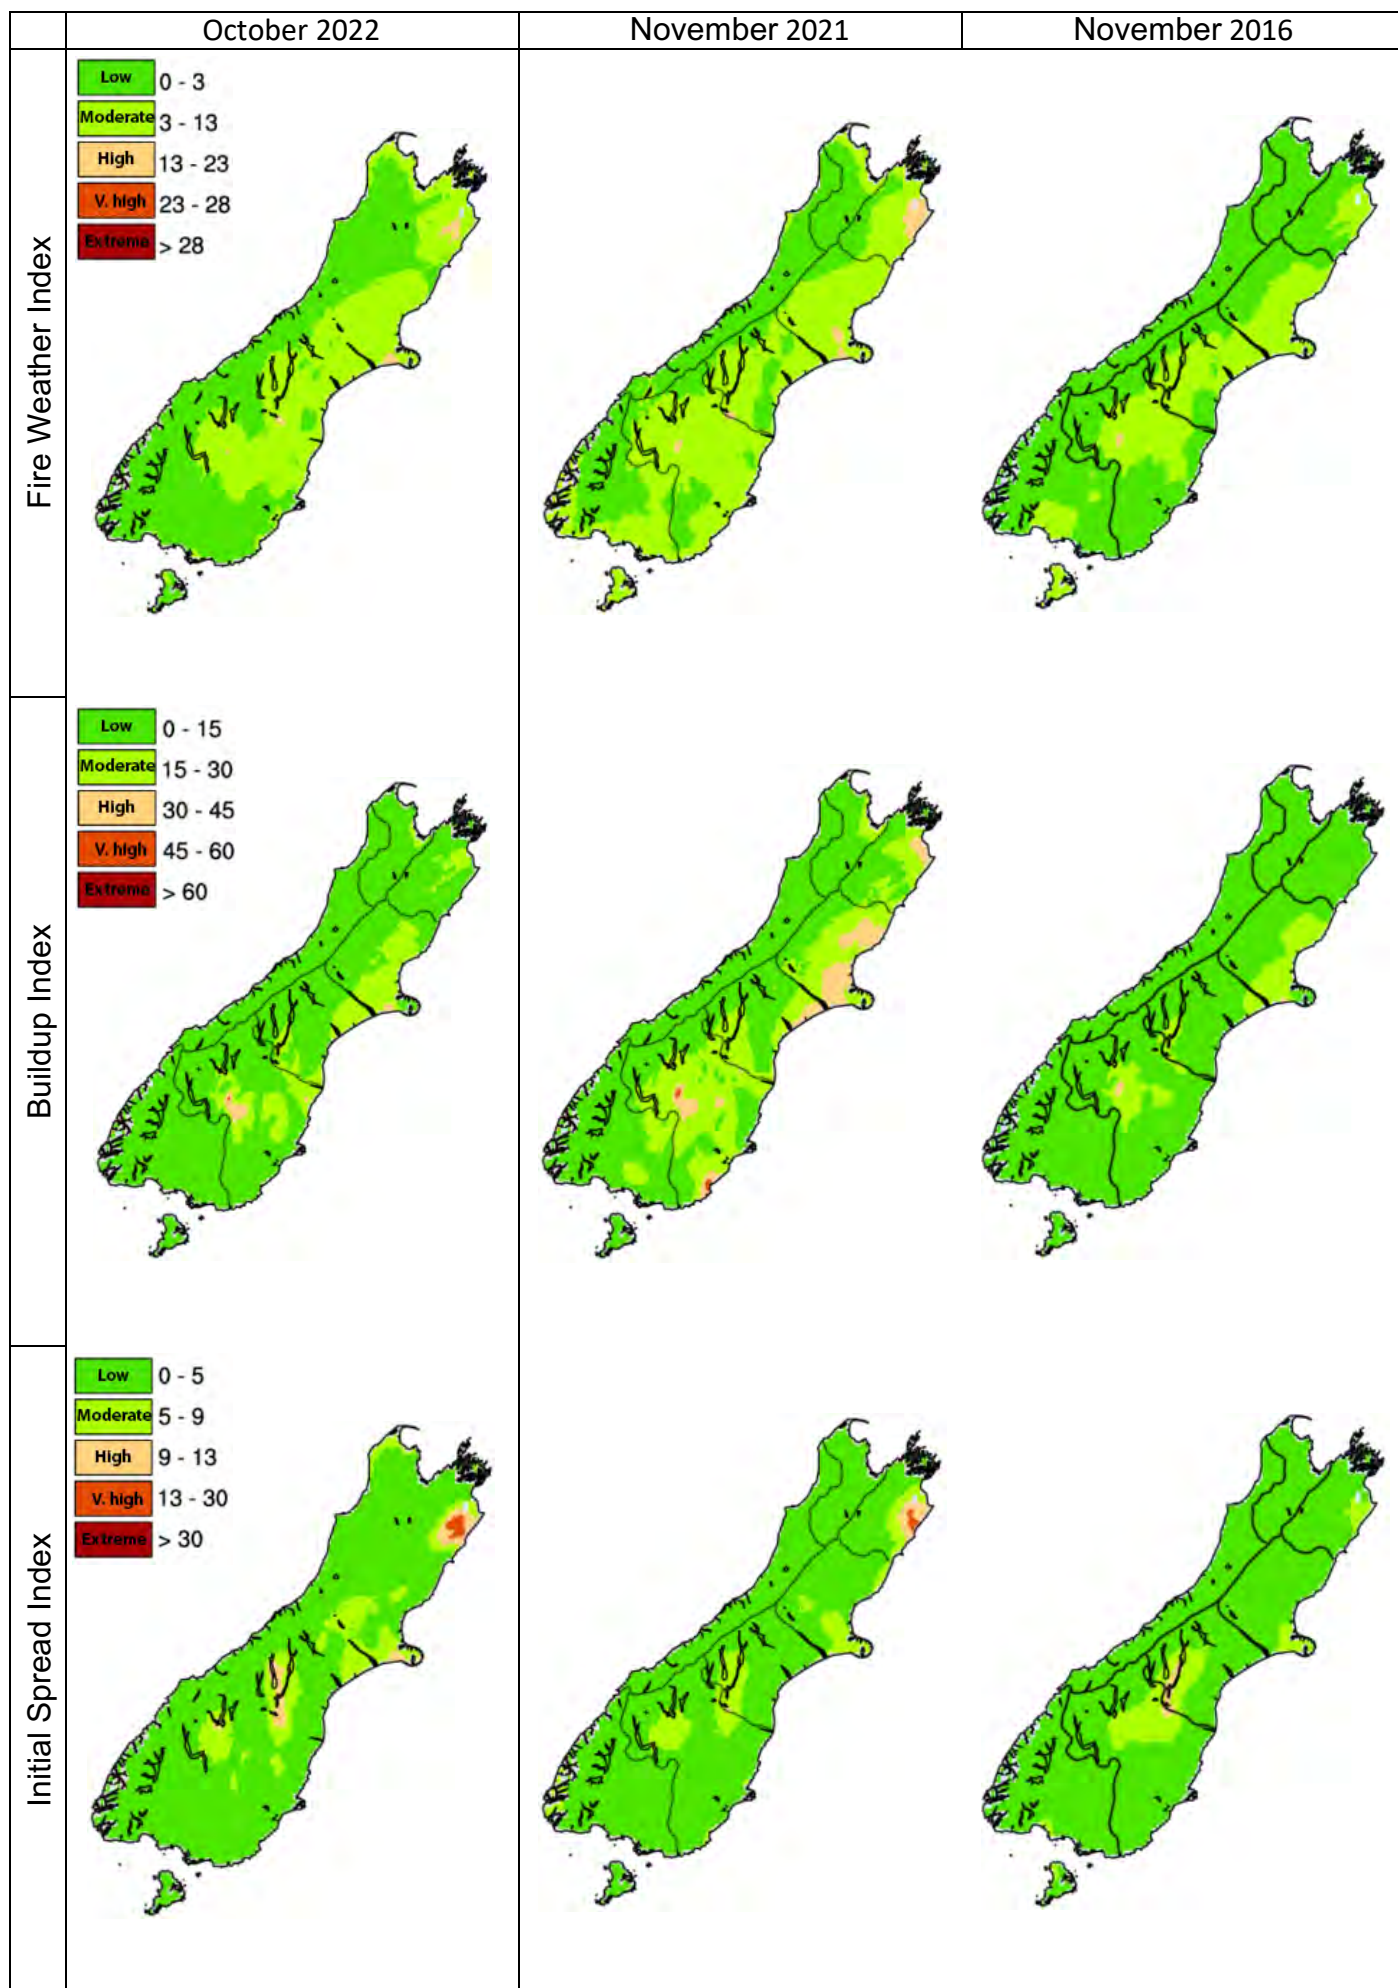 October 2022 November 2021 November 2016
Fire Weather Index
Low 0 - 3
Moderate 3 - 13
High 13 - 23
V. high 23 - 28
Extreme > 28
Buildup Index
Low 0 - 15
Moderate 15 - 30
High 30 - 45
V. high 45 - 60
Extreme > 60
Initial Spread Index
Low 0 - 5
Moderate 5 - 9
High 9 - 13
V. high 13 - 30
Extreme > 30